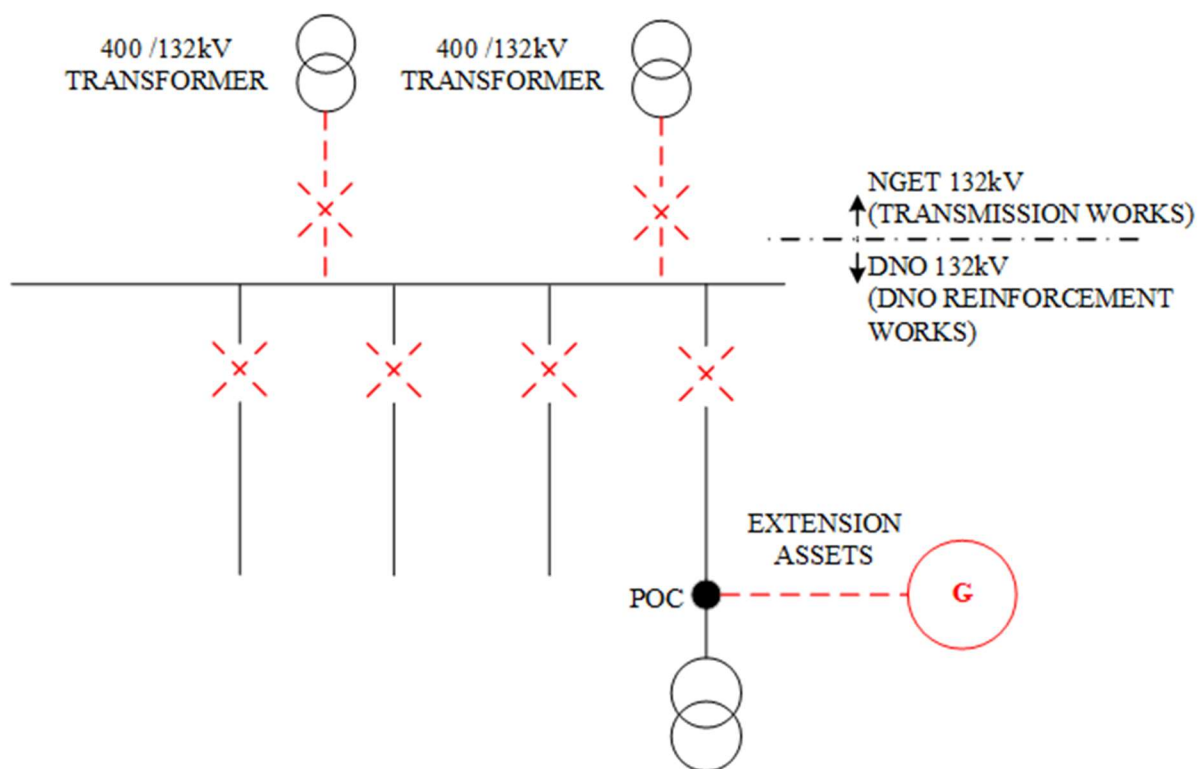 400 /132kV
TRANSFORMER
400 /132kV
TRANSFORMER
NGET 132kV
(TRANSMISSION WORKS)
DNO 132kV
(DNO REINFORCEMENT
WORKS)
EXTENSION
ASSETS
POC
G